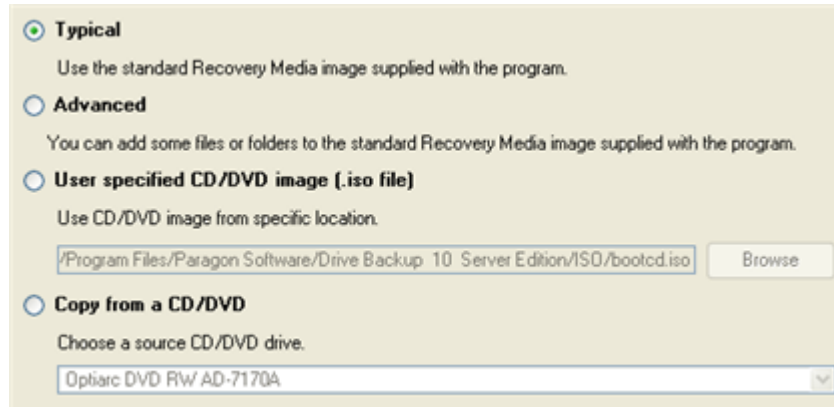 Typical
Use the standard Recovery Media image supplied with the program.
Advanced
You can add some files or folders to the standard Recovery Media image supplied with the program.
User specified CD/DVD image (.iso file)
Use CD/DVD image from specific location.
/Program Files/Paragon Software/Drive Backup 10 Server Edition/ISO/bootcd.iso Browse
Copy from a CD/DVD
Choose a source CD/DVD drive.
Optiarc DVD RW AD-7170A